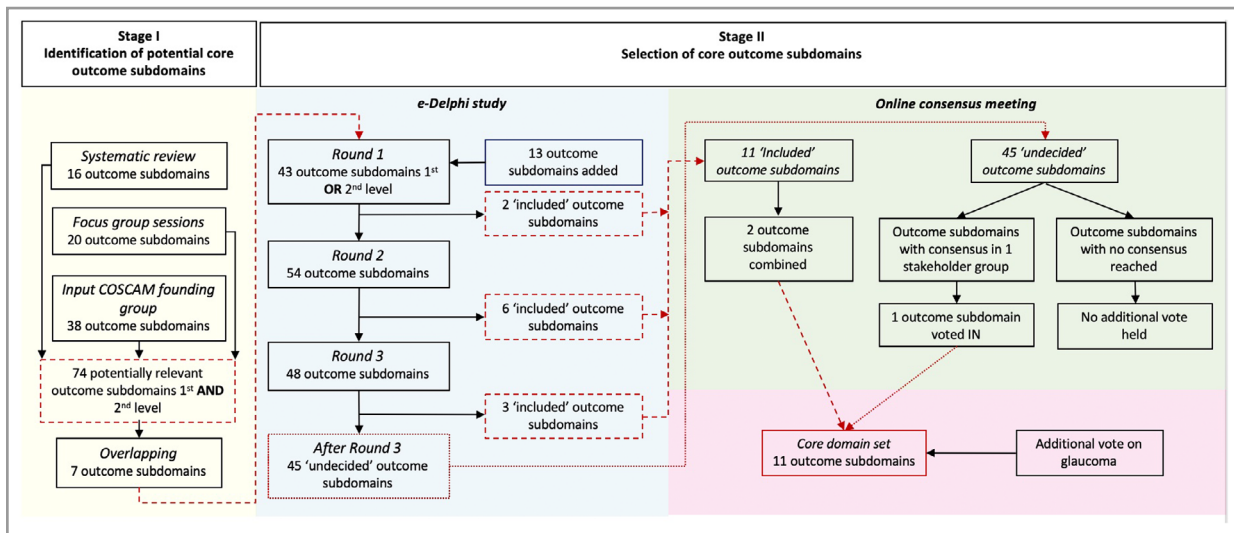 Stage I
Identification of potential core
outcome subdomains
Stage II
Selection of core outcome subdomains
Systematic review
16 outcome subdomains
Focus group sessions
20 outcome subdomains
Input COSCAM founding
group
38 outcome subdomains
74 potentially relevant
outcome subdomains 1st AND
2nd level
Overlapping
7 outcome subdomains
e-Delphi study
Round 1
43 outcome subdomains 1st
OR 2nd level
13 outcome
subdomains added
2 ‘included’ outcome
subdomains
Round 2
54 outcome subdomains
6 ‘included’ outcome
subdomains
Round 3
48 outcome subdomains
3 ‘included’ outcome
subdomains
After Round 3
45 ‘undecided’ outcome
subdomains
Online consensus meeting
11 ‘Included’
outcome subdomains
2 outcome
subdomains
combined
45 ‘undecided’
outcome subdomains
Outcome subdomains
with consensus in 1
stakeholder group
Outcome subdomains
with no consensus
reached
1 outcome subdomain
voted IN
No additional vote
held
Core domain set
11 outcome subdomains
Additional vote on
glaucoma